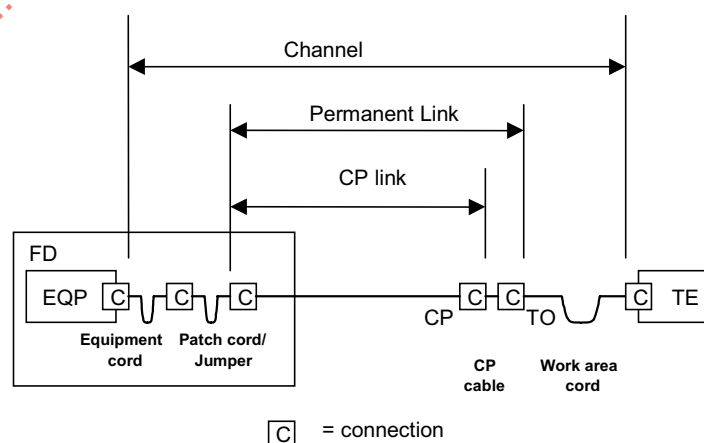 Channel
Permanent Link
CP link
FD
EQP
C
C
C
C
C
C
TE
CP
TO
Equipment
cord
Patch cord/
Jumper
CP
cable
Work area
cord
C = connection